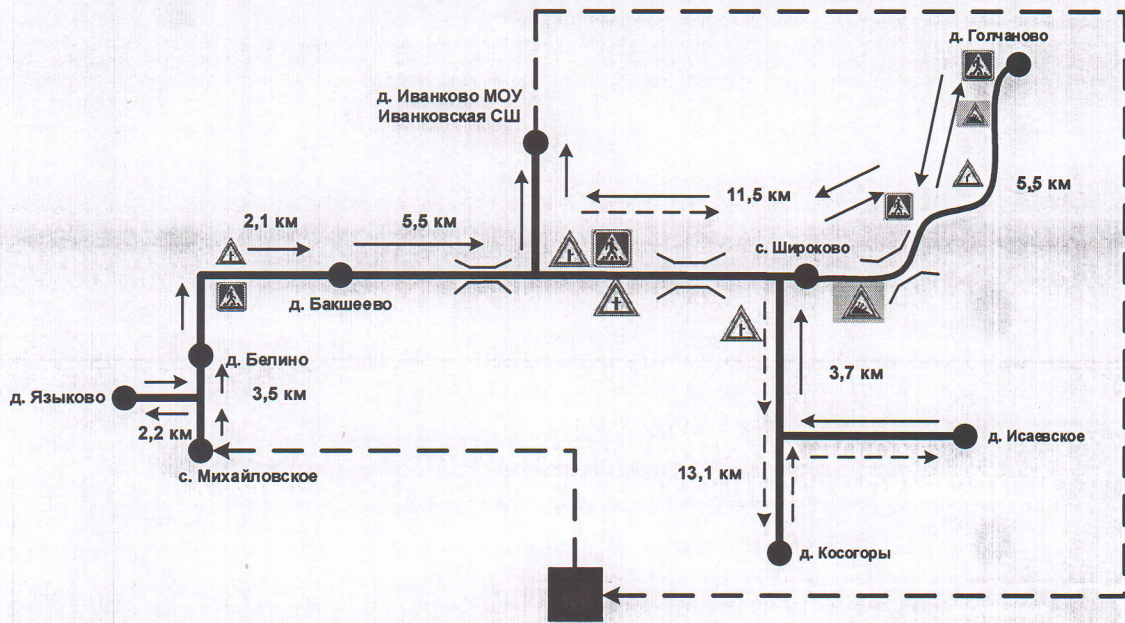 д. Голчаново
д. Иванково МОУ
Иванковская СШ
5,5 км
11,5 км
2,1 км
5,5 км
с. Широково
д. Бакшеево
д. Белино
3,7 км
д. Языково
3,5 км
2,2 км
д. Исаевское
с. Михайловское
13,1 км
д. Косогоры